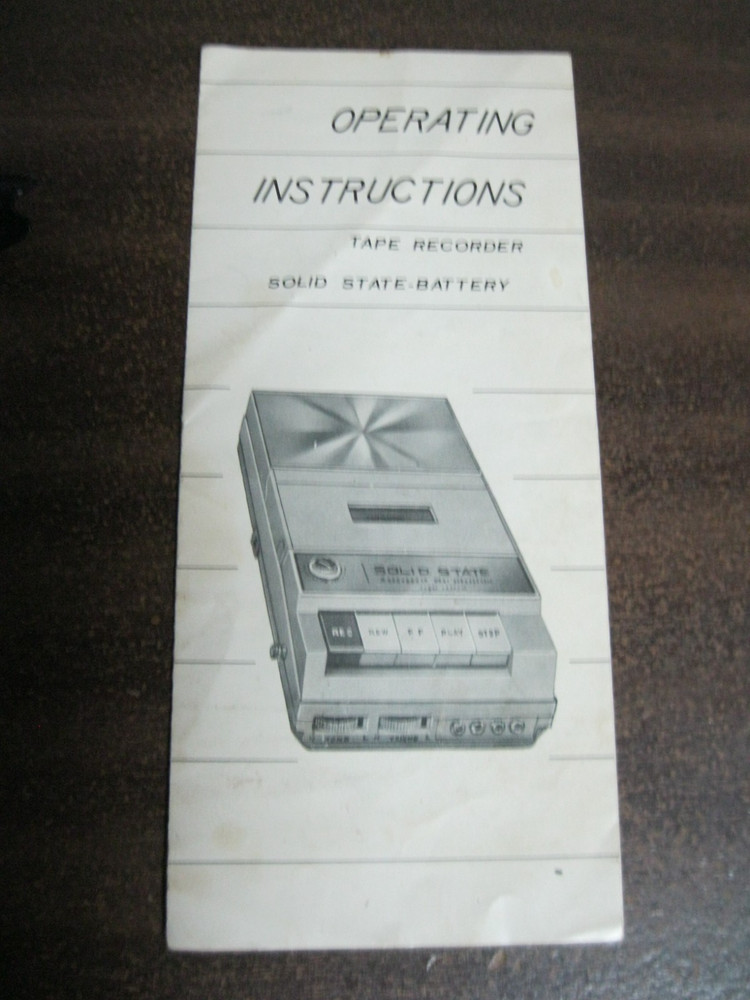 OPERATING
INSTRUCTIONS
TAPE RECORDER
SOLID STATE-BATTERY
SOLID STATE
REC REW F.F PLAY STOP